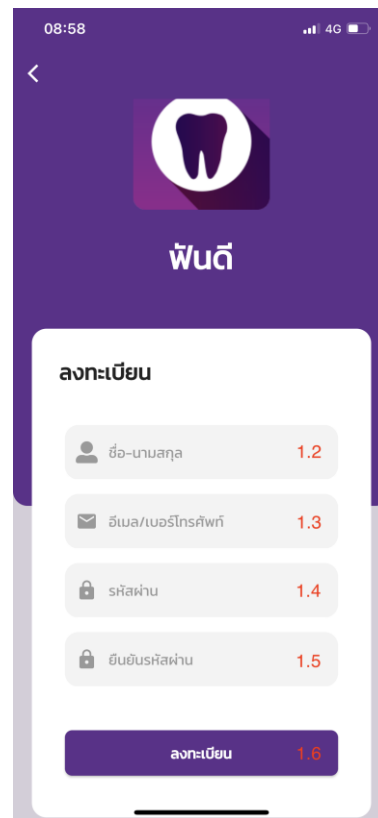 08:58 4G
ฟันดี
ลงทะเบียน
ชื่อ-นามสกุล 1.2
อีเมล/เบอร์โทรศัพท์ 1.3
รหัสผ่าน 1.4
ยืนยันรหัสผ่าน 1.5
ลงทะเบียน 1.6